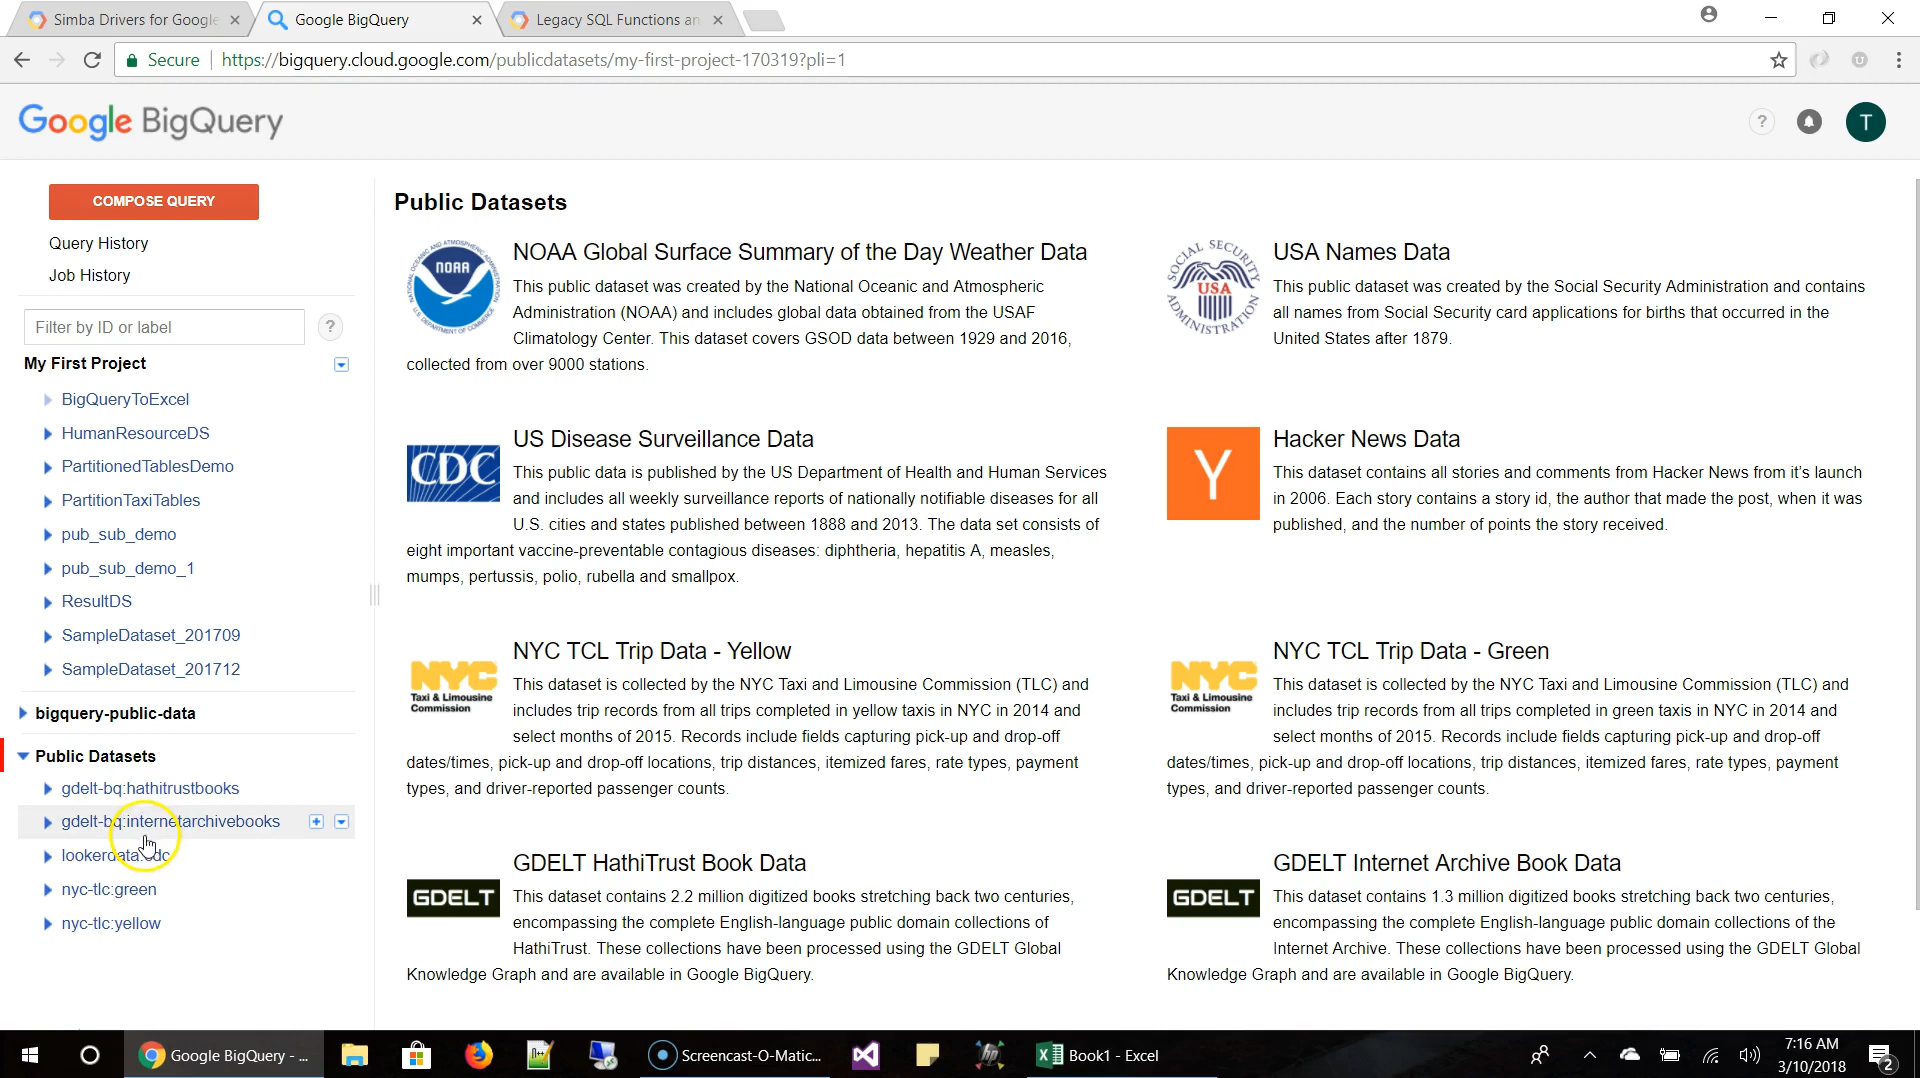 Simba Drivers for Google
Google BigQuery
Legacy SQL Functions an
Secure
https://bigquery.cloud.google.com/publicdatasets/my-first-project-170319?pli=1
Google BigQuery
?
T
COMPOSE QUERY
Query History
Job History
Filter by ID or label
?
My First Project
BigQueryToExcel
HumanResourceDS
PartitionedTablesDemo
PartitionTaxiTables
pub_sub_demo
pub_sub_demo_1
ResultDS
SampleDataset_201709
SampleDataset_201712
bigquery-public-data
Public Datasets
gdelt-bq:hathitrustbooks
gdelt-bq:internetarchivebooks
lookerdata:cdc
nyc-tlc:green
nyc-tlc:yellow
Public Datasets
NOAA
NOAA Global Surface Summary of the Day Weather Data
This public dataset was created by the National Oceanic and Atmospheric
Administration (NOAA) and includes global data obtained from the USAF
Climatology Center. This dataset covers GSOD data between 1929 and 2016,
collected from over 9000 stations.
SOCIAL SECURITY
USA
ADMINISTRATION
USA Names Data
This public dataset was created by the Social Security Administration and contains
all names from Social Security card applications for births that occurred in the
United States after 1879.
CDC
US Disease Surveillance Data
This public data is published by the US Department of Health and Human Services
and includes all weekly surveillance reports of nationally notifiable diseases for all
U.S. cities and states published between 1888 and 2013. The data set consists of
eight important vaccine-preventable contagious diseases: diphtheria, hepatitis A, measles,
mumps, pertussis, polio, rubella and smallpox.
Y
Hacker News Data
This dataset contains all stories and comments from Hacker News from it's launch
in 2006. Each story contains a story id, the author that made the post, when it was
published, and the number of points the story received.
NYC
Taxi & Limousine
Commission
NYC TCL Trip Data - Yellow
This dataset is collected by the NYC Taxi and Limousine Commission (TLC) and
includes trip records from all trips completed in yellow taxis in NYC in 2014 and
select months of 2015. Records include fields capturing pick-up and drop-off
dates/times, pick-up and drop-off locations, trip distances, itemized fares, rate types, payment
types, and driver-reported passenger counts.
NYC
Taxi & Limousine
Commission
NYC TCL Trip Data - Green
This dataset is collected by the NYC Taxi and Limousine Commission (TLC) and
includes trip records from all trips completed in green taxis in NYC in 2014 and
select months of 2015. Records include fields capturing pick-up and drop-off
dates/times, pick-up and drop-off locations, trip distances, itemized fares, rate types, payment
types, and driver-reported passenger counts.
GDELT
GDELT HathiTrust Book Data
This dataset contains 2.2 million digitized books stretching back two centuries,
encompassing the complete English-language public domain collections of
HathiTrust. These collections have been processed using the GDELT Global
Knowledge Graph and are available in Google BigQuery.
GDELT
GDELT Internet Archive Book Data
This dataset contains 1.3 million digitized books stretching back two centuries,
encompassing the complete English-language public domain collections of the
Internet Archive. These collections have been processed using the GDELT Global
Knowledge Graph and are available in Google BigQuery.
Google BigQuery - ...
Screencast-O-Matic...
Book1 - Excel
7:16 AM
3/10/2018
2